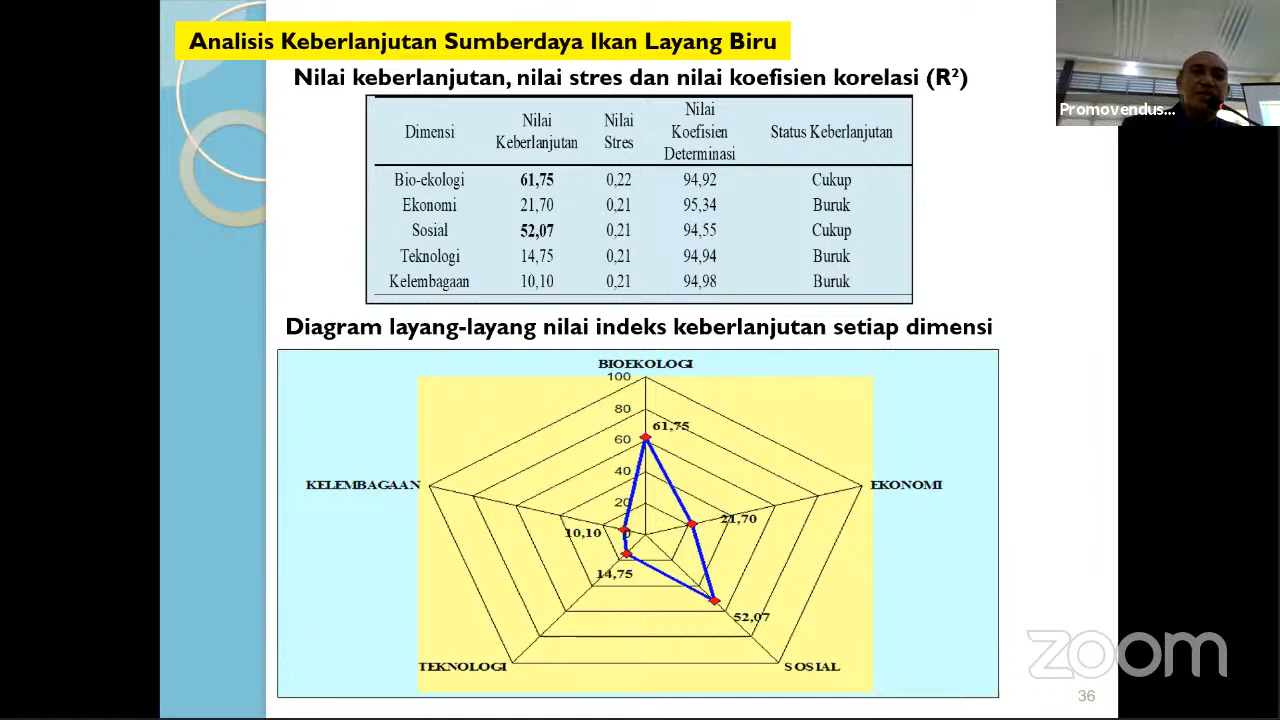 Analisis Keberlanjutan Sumberdaya Ikan Layang Biru
Nilai keberlanjutan, nilai stres dan nilai koefisien korelasi (R²)
Promovendus...
Dimensi Nilai Keberlanjutan Nilai Stres Nilai Koefisien Determinasi Status Keberlanjutan
Bio-ekologi 61,75 0,22 94,92 Cukup
Ekonomi 21,70 0,21 95,34 Buruk
Sosial 52,07 0,21 94,55 Cukup
Teknologi 14,75 0,21 94,94 Buruk
Kelembagaan 10,10 0,21 94,98 Buruk
Diagram layang-layang nilai indeks keberlanjutan setiap dimensi
BIOEKOLOGI
100
80
61,75
60
40
KELEMBAGAAN
EKONOMI
20
21,70
10,10
0
14,75
52,07
TEKNOLOGI
SOSIAL
zoom
36